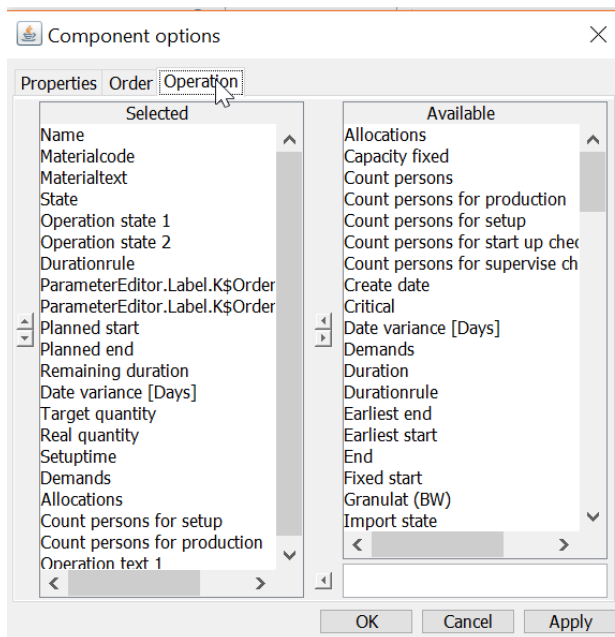 Component options
Properties Order Operation
Selected
Name
Materialcode
Materialtext
State
Operation state 1
Operation state 2
Durationrule
ParameterEditor.Label.K$Order
ParameterEditor.Label.K$Order
Planned start
Planned end
Remaining duration
Date variance [Days]
Target quantity
Real quantity
Setuptime
Demands
Allocations
Count persons for setup
Count persons for production
Operation text 1
Available
Allocations
Capacity fixed
Count persons
Count persons for production
Count persons for setup
Count persons for start up chec
Count persons for supervise ch
Create date
Critical
Date variance [Days]
Demands
Duration
Durationrule
Earliest end
Earliest start
End
Fixed start
Granulat (BW)
Import state
OK Cancel Apply